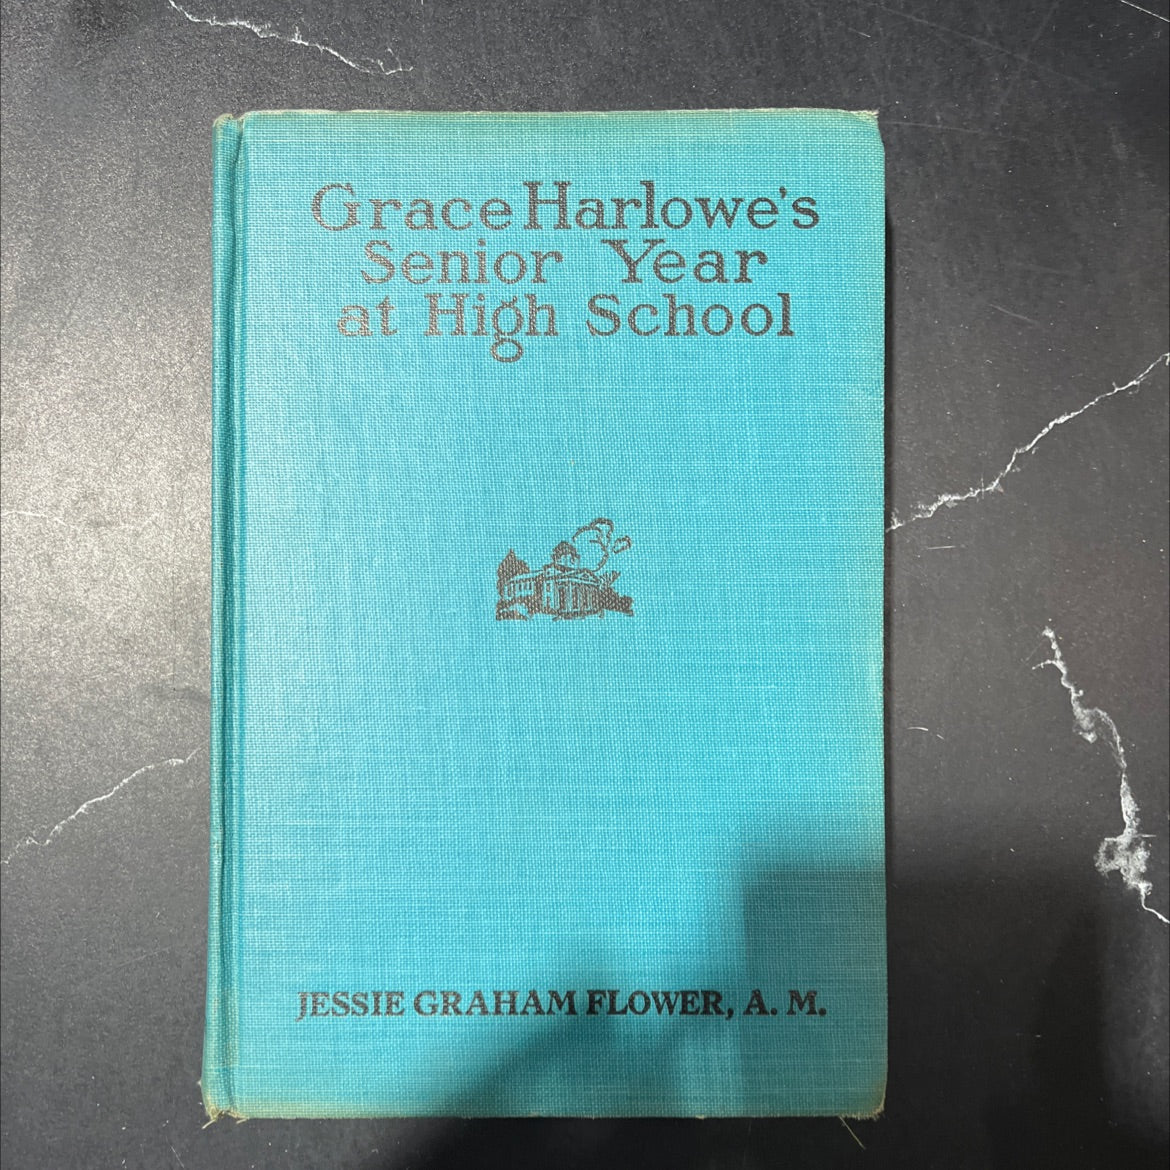 Grace Harlowe's
Senior Year
at High School
JESSIE GRAHAM FLOWER, A. M.